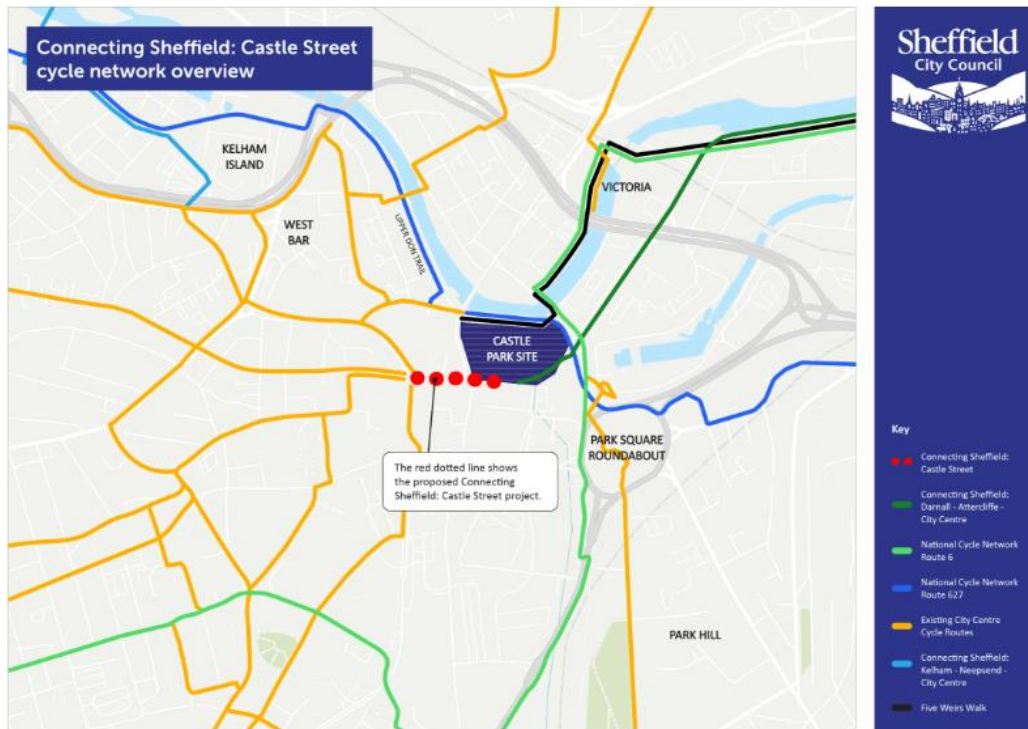 Connecting Sheffield: Castle Street
cycle network overview
Sheffield
City Council
KELHAM
ISLAND
VICTORIA
WEST
BAR
UPPER DON TRAIL
CASTLE
PARK SITE
PARK SQUARE
ROUNDABOUT
The red dotted line shows
the proposed Connecting
Sheffield: Castle Street project.
PARK HILL
Key
Connecting Sheffield:
Castle Street
Connecting Sheffield:
Darnall - Attercliffe -
City Centre
National Cycle Network
Route 6
National Cycle Network
Route 627
Existing City Centre
Cycle Routes
Connecting Sheffield:
Kelham - Neepsend -
City Centre
Five Weirs Walk